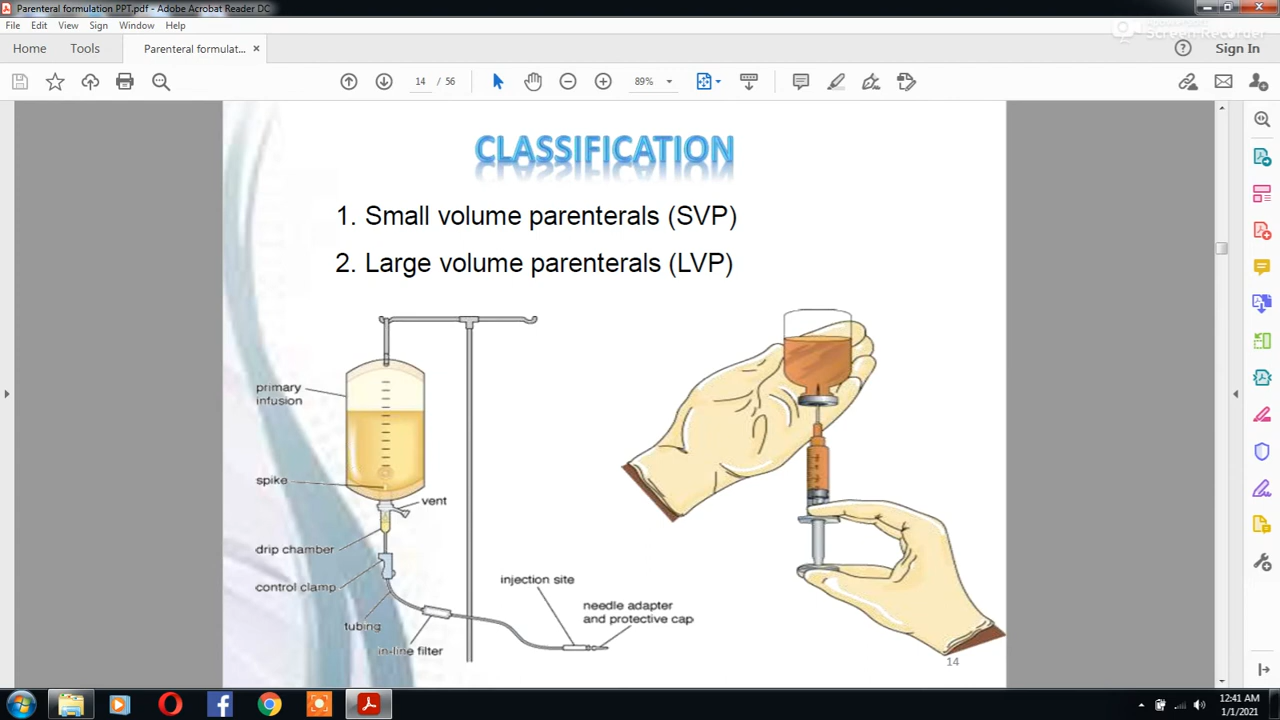 Parenteral formulation PPT.pdf - Adobe Acrobat Reader DC
File Edit View Sign Window Help
Home Tools Parenteral formulat... ×
Screen Recorder
Sign In
14 / 56
89%
CLASSIFICATION
1. Small volume parenterals (SVP)
2. Large volume parenterals (LVP)
primary
infusion
spike
vent
drip chamber
control clamp
tubing
in-line filter
injection site
needle adapter
and protective cap
14
12:41 AM
1/1/2021